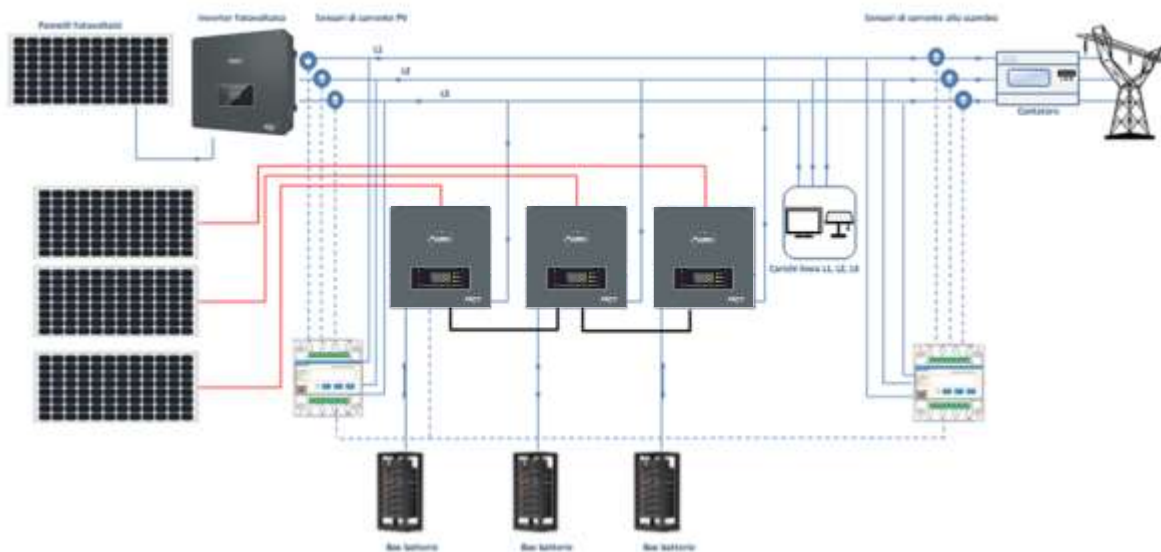 Pannelli fotovoltaici
Inverter fotovoltaico
Sensori di corrente PV
Sensori di corrente allo scambio
L1
L2
L3
Contatore
Carichi linea L1, L2, L3
Box batterie
Box batterie
Box batterie